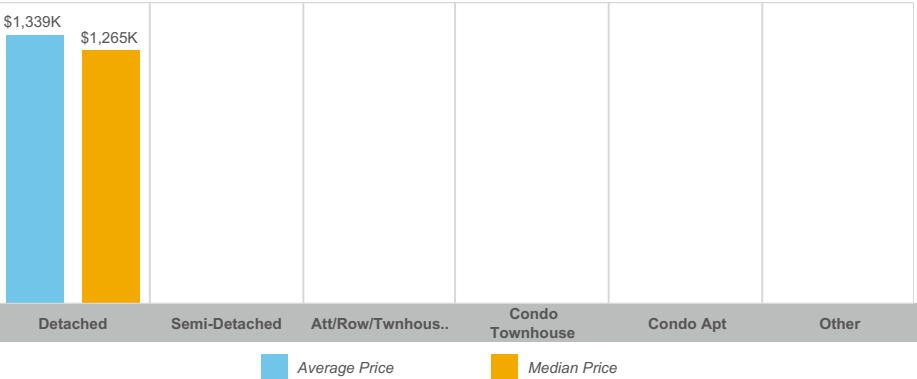 $1,339K
$1,265K
Detached
Semi-Detached
Att/Row/Twnhous..
Condo
Townhouse
Condo Apt
Other
Average Price
Median Price